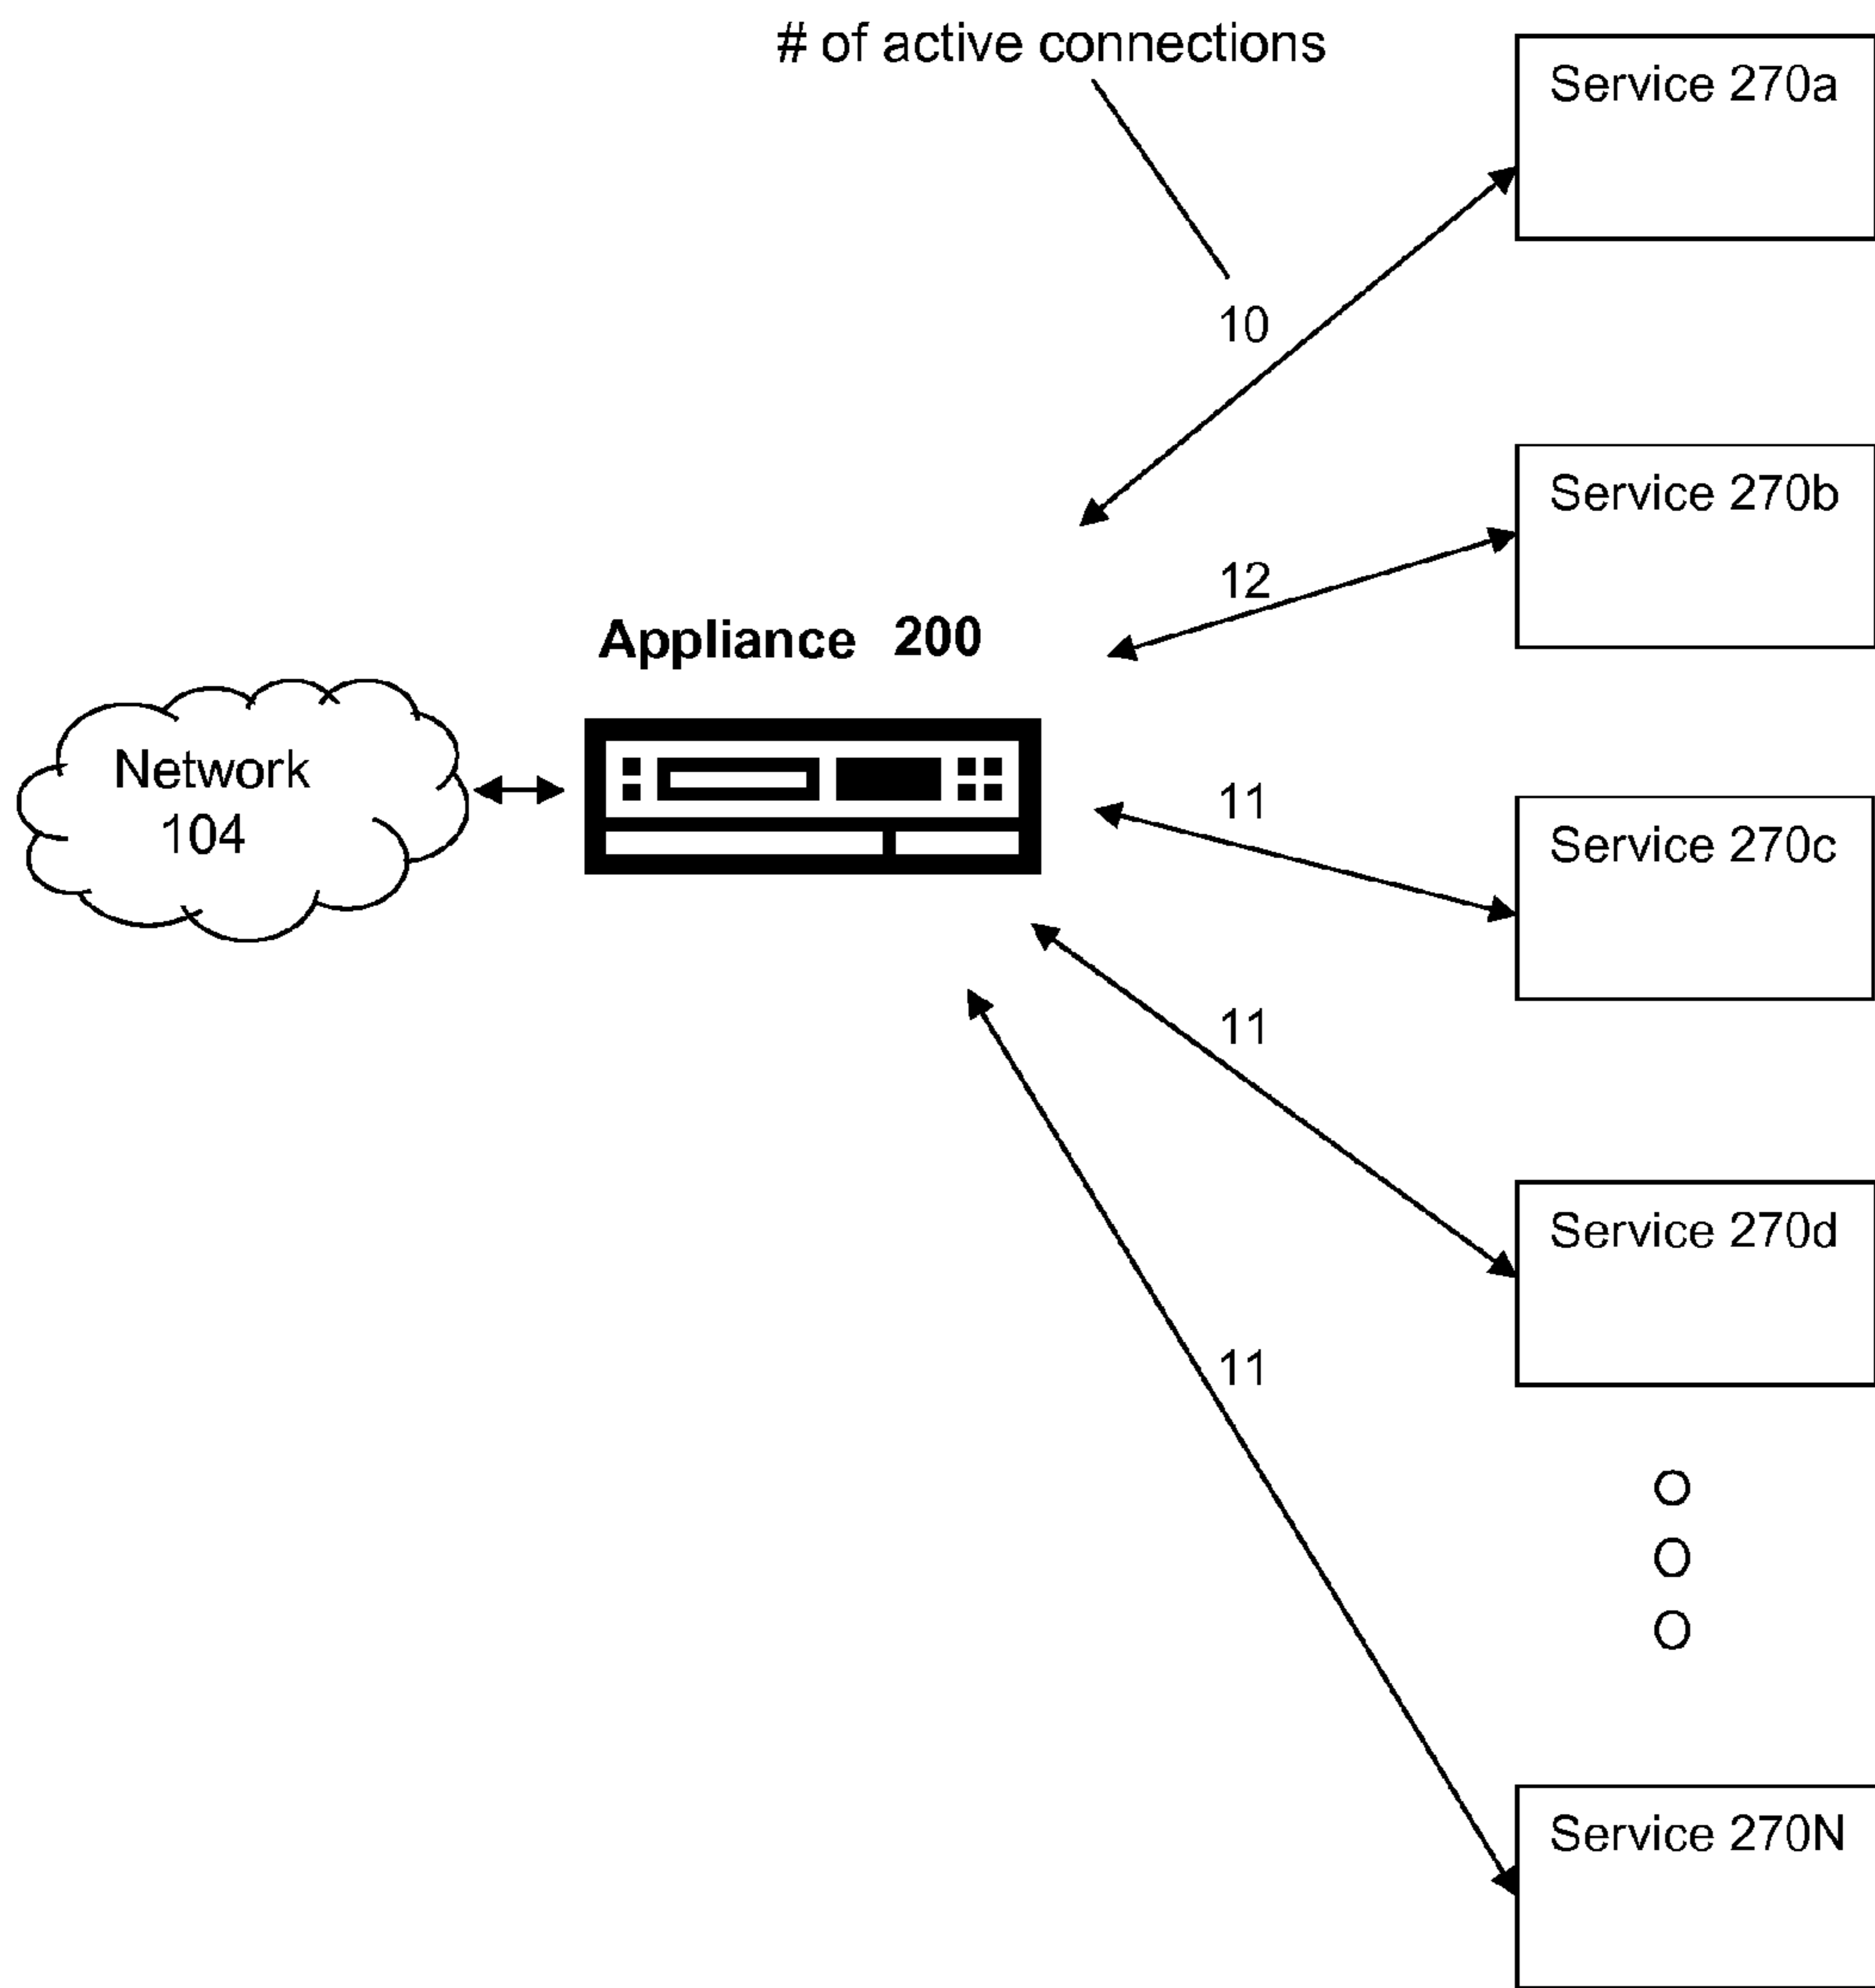 # of active connections
Service 270a
10
Service 270b
12
Appliance 200
Network
104
11
Service 270c
11
Service 270d
11
Service 270N